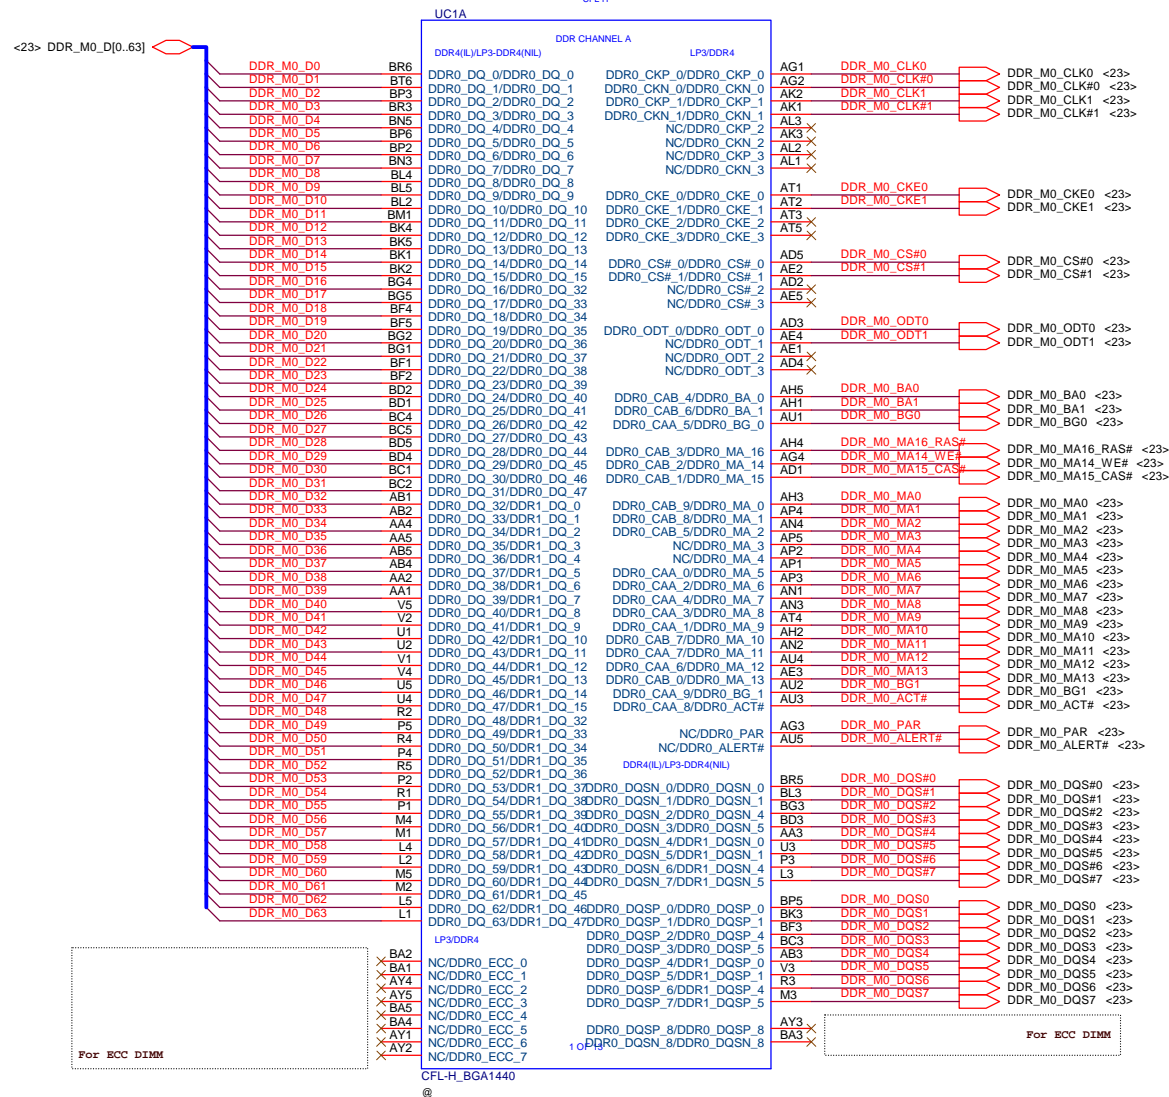 UC1A
<23> DDR_M0_D[0..63]
DDR CHANNEL A
DDR4(IL)/LP3-DDR4(NIL)
DDR_M0_D0 BR6 DDR0_DQ_0/DDR0_DQ_0
DDR_M0_D1 BT6 DDR0_DQ_1/DDR0_DQ_1
DDR_M0_D2 BP3 DDR0_DQ_2/DDR0_DQ_2
DDR_M0_D3 BR3 DDR0_DQ_3/DDR0_DQ_3
DDR_M0_D4 BN5 DDR0_DQ_4/DDR0_DQ_4
DDR_M0_D5 BP6 DDR0_DQ_5/DDR0_DQ_5
DDR_M0_D6 BP2 DDR0_DQ_6/DDR0_DQ_6
DDR_M0_D7 BN3 DDR0_DQ_7/DDR0_DQ_7
DDR_M0_D8 BL4 DDR0_DQ_8/DDR0_DQ_8
DDR_M0_D9 BL5 DDR0_DQ_9/DDR0_DQ_9
DDR_M0_D10 BL2 DDR0_DQ_10/DDR0_DQ_10
DDR_M0_D11 BM1 DDR0_DQ_11/DDR0_DQ_11
DDR_M0_D12 BK4 DDR0_DQ_12/DDR0_DQ_12
DDR_M0_D13 BK5 DDR0_DQ_13/DDR0_DQ_13
DDR_M0_D14 BK1 DDR0_DQ_14/DDR0_DQ_14
DDR_M0_D15 BK2 DDR0_DQ_15/DDR0_DQ_15
DDR_M0_D16 BG4 DDR0_DQ_16/DDR0_DQ_32
DDR_M0_D17 BG5 DDR0_DQ_17/DDR0_DQ_33
DDR_M0_D18 BF4 DDR0_DQ_18/DDR0_DQ_34
DDR_M0_D19 BF5 DDR0_DQ_19/DDR0_DQ_35
DDR_M0_D20 BG2 DDR0_DQ_20/DDR0_DQ_36
DDR_M0_D21 BG1 DDR0_DQ_21/DDR0_DQ_37
DDR_M0_D22 BF1 DDR0_DQ_22/DDR0_DQ_38
DDR_M0_D23 BF2 DDR0_DQ_23/DDR0_DQ_39
DDR_M0_D24 BD2 DDR0_DQ_24/DDR0_DQ_40
DDR_M0_D25 BD1 DDR0_DQ_25/DDR0_DQ_41
DDR_M0_D26 BC4 DDR0_DQ_26/DDR0_DQ_42
DDR_M0_D27 BC5 DDR0_DQ_27/DDR0_DQ_43
DDR_M0_D28 BD5 DDR0_DQ_28/DDR0_DQ_44
DDR_M0_D29 BD4 DDR0_DQ_29/DDR0_DQ_45
DDR_M0_D30 BC1 DDR0_DQ_30/DDR0_DQ_46
DDR_M0_D31 BC2 DDR0_DQ_31/DDR0_DQ_47
DDR_M0_D32 AB1 DDR0_DQ_32/DDR1_DQ_0
DDR_M0_D33 AB2 DDR0_DQ_33/DDR1_DQ_1
DDR_M0_D34 AA4 DDR0_DQ_34/DDR1_DQ_2
DDR_M0_D35 AA5 DDR0_DQ_35/DDR1_DQ_3
DDR_M0_D36 AB5 DDR0_DQ_36/DDR1_DQ_4
DDR_M0_D37 AB4 DDR0_DQ_37/DDR1_DQ_5
DDR_M0_D38 AA2 DDR0_DQ_38/DDR1_DQ_6
DDR_M0_D39 AA1 DDR0_DQ_39/DDR1_DQ_7
DDR_M0_D40 V5 DDR0_DQ_40/DDR1_DQ_8
DDR_M0_D41 V2 DDR0_DQ_41/DDR1_DQ_9
DDR_M0_D42 U1 DDR0_DQ_42/DDR1_DQ_10
DDR_M0_D43 U2 DDR0_DQ_43/DDR1_DQ_11
DDR_M0_D44 V1 DDR0_DQ_44/DDR1_DQ_12
DDR_M0_D45 V4 DDR0_DQ_45/DDR1_DQ_13
DDR_M0_D46 U5 DDR0_DQ_46/DDR1_DQ_14
DDR_M0_D47 U4 DDR0_DQ_47/DDR1_DQ_15
DDR_M0_D48 R2 DDR0_DQ_48/DDR1_DQ_32
DDR_M0_D49 P5 DDR0_DQ_49/DDR1_DQ_33
DDR_M0_D50 R4 DDR0_DQ_50/DDR1_DQ_34
DDR_M0_D51 P4 DDR0_DQ_51/DDR1_DQ_35
DDR_M0_D52 R5 DDR0_DQ_52/DDR1_DQ_36
DDR_M0_D53 P2 DDR0_DQ_53/DDR1_DQ_37
DDR_M0_D54 R1 DDR0_DQ_54/DDR1_DQ_38
DDR_M0_D55 P1 DDR0_DQ_55/DDR1_DQ_39
DDR_M0_D56 M4 DDR0_DQ_56/DDR1_DQ_40
DDR_M0_D57 M1 DDR0_DQ_57/DDR1_DQ_41
DDR_M0_D58 L4 DDR0_DQ_58/DDR1_DQ_42
DDR_M0_D59 L2 DDR0_DQ_59/DDR1_DQ_43
DDR_M0_D60 M5 DDR0_DQ_60/DDR1_DQ_44
DDR_M0_D61 M2 DDR0_DQ_61/DDR1_DQ_45
DDR_M0_D62 L5 DDR0_DQ_62/DDR1_DQ_46
DDR_M0_D63 L1 DDR0_DQ_63/DDR1_DQ_47
LP3/DDR4
BA2 NC/DDR0_ECC_0
BA1 NC/DDR0_ECC_1
AY4 NC/DDR0_ECC_2
AY5 NC/DDR0_ECC_3
BA5 NC/DDR0_ECC_4
BA4 NC/DDR0_ECC_5
AY1 NC/DDR0_ECC_6
AY2 NC/DDR0_ECC_7
For ECC DIMM
LP3/DDR4
DDR0_CKP_0/DDR0_CKP_0 AG1 DDR_M0_CLK0 DDR_M0_CLK0 <23>
DDR0_CKN_0/DDR0_CKN_0 AG2 DDR_M0_CLK#0 DDR_M0_CLK#0 <23>
DDR0_CKP_1/DDR0_CKP_1 AK2 DDR_M0_CLK1 DDR_M0_CLK1 <23>
DDR0_CKN_1/DDR0_CKN_1 AK1 DDR_M0_CLK#1 DDR_M0_CLK#1 <23>
NC/DDR0_CKP_2 AL3
NC/DDR0_CKN_2 AK3
NC/DDR0_CKP_3 AL2
NC/DDR0_CKN_3 AL1
DDR0_CKE_0/DDR0_CKE_0 AT1 DDR_M0_CKE0 DDR_M0_CKE0 <23>
DDR0_CKE_1/DDR0_CKE_1 AT2 DDR_M0_CKE1 DDR_M0_CKE1 <23>
DDR0_CKE_2/DDR0_CKE_2 AT3
DDR0_CKE_3/DDR0_CKE_3 AT5
DDR0_CS#_0/DDR0_CS#_0 AD5 DDR_M0_CS#0 DDR_M0_CS#0 <23>
DDR0_CS#_1/DDR0_CS#_1 AE2 DDR_M0_CS#1 DDR_M0_CS#1 <23>
NC/DDR0_CS#_2 AD2
NC/DDR0_CS#_3 AE5
DDR0_ODT_0/DDR0_ODT_0 AD3 DDR_M0_ODT0 DDR_M0_ODT0 <23>
NC/DDR0_ODT_1 AE4 DDR_M0_ODT1 DDR_M0_ODT1 <23>
NC/DDR0_ODT_2 AE1
NC/DDR0_ODT_3 AD4
DDR0_CAB_4/DDR0_BA_0 AH5 DDR_M0_BA0 DDR_M0_BA0 <23>
DDR0_CAB_6/DDR0_BA_1 AH1 DDR_M0_BA1 DDR_M0_BA1 <23>
DDR0_CAA_5/DDR0_BG_0 AU1 DDR_M0_BG0 DDR_M0_BG0 <23>
DDR0_CAB_3/DDR0_MA_16 AH4 DDR_M0_MA16_RAS# DDR_M0_MA16_RAS# <23>
DDR0_CAB_2/DDR0_MA_14 AG4 DDR_M0_MA14_WE# DDR_M0_MA14_WE# <23>
DDR0_CAB_1/DDR0_MA_15 AD1 DDR_M0_MA15_CAS# DDR_M0_MA15_CAS# <23>
DDR0_CAB_9/DDR0_MA_0 AH3 DDR_M0_MA0 DDR_M0_MA0 <23>
DDR0_CAB_8/DDR0_MA_1 AP4 DDR_M0_MA1 DDR_M0_MA1 <23>
DDR0_CAB_5/DDR0_MA_2 AN4 DDR_M0_MA2 DDR_M0_MA2 <23>
NC/DDR0_MA_3 AP5 DDR_M0_MA3 DDR_M0_MA3 <23>
NC/DDR0_MA_4 AP2 DDR_M0_MA4 DDR_M0_MA4 <23>
DDR0_CAA_0/DDR0_MA_5 AP1 DDR_M0_MA5 DDR_M0_MA5 <23>
DDR0_CAA_2/DDR0_MA_6 AP3 DDR_M0_MA6 DDR_M0_MA6 <23>
DDR0_CAA_4/DDR0_MA_7 AN1 DDR_M0_MA7 DDR_M0_MA7 <23>
DDR0_CAA_3/DDR0_MA_8 AN3 DDR_M0_MA8 DDR_M0_MA8 <23>
DDR0_CAA_1/DDR0_MA_9 AT4 DDR_M0_MA9 DDR_M0_MA9 <23>
DDR0_CAB_7/DDR0_MA_10 AH2 DDR_M0_MA10 DDR_M0_MA10 <23>
DDR0_CAA_7/DDR0_MA_11 AN2 DDR_M0_MA11 DDR_M0_MA11 <23>
DDR0_CAA_6/DDR0_MA_12 AU4 DDR_M0_MA12 DDR_M0_MA12 <23>
DDR0_CAB_0/DDR0_MA_13 AE3 DDR_M0_MA13 DDR_M0_MA13 <23>
DDR0_CAA_9/DDR0_BG_1 AU2 DDR_M0_BG1 DDR_M0_BG1 <23>
DDR0_CAA_8/DDR0_ACT# AU3 DDR_M0_ACT# DDR_M0_ACT# <23>
NC/DDR0_PAR AG3 DDR_M0_PAR DDR_M0_PAR <23>
NC/DDR0_ALERT# AU5 DDR_M0_ALERT# DDR_M0_ALERT# <23>
DDR4(IL)/LP3-DDR4(NIL)
DDR0_DQSN_0/DDR0_DQSN_0 BR5 DDR_M0_DQS#0 DDR_M0_DQS#0 <23>
DDR0_DQSN_1/DDR0_DQSN_1 BL3 DDR_M0_DQS#1 DDR_M0_DQS#1 <23>
DDR0_DQSN_2/DDR0_DQSN_4 BG3 DDR_M0_DQS#2 DDR_M0_DQS#2 <23>
DDR0_DQSN_3/DDR0_DQSN_5 BD3 DDR_M0_DQS#3 DDR_M0_DQS#3 <23>
DDR0_DQSN_4/DDR1_DQSN_0 AA3 DDR_M0_DQS#4 DDR_M0_DQS#4 <23>
DDR0_DQSN_5/DDR1_DQSN_1 U3 DDR_M0_DQS#5 DDR_M0_DQS#5 <23>
DDR0_DQSN_6/DDR1_DQSN_4 P3 DDR_M0_DQS#6 DDR_M0_DQS#6 <23>
DDR0_DQSN_7/DDR1_DQSN_5 L3 DDR_M0_DQS#7 DDR_M0_DQS#7 <23>
DDR0_DQSP_0/DDR0_DQSP_0 BP5 DDR_M0_DQS0 DDR_M0_DQS0 <23>
DDR0_DQSP_1/DDR0_DQSP_1 BK3 DDR_M0_DQS1 DDR_M0_DQS1 <23>
DDR0_DQSP_2/DDR0_DQSP_4 BF3 DDR_M0_DQS2 DDR_M0_DQS2 <23>
DDR0_DQSP_3/DDR0_DQSP_5 BC3 DDR_M0_DQS3 DDR_M0_DQS3 <23>
DDR0_DQSP_4/DDR1_DQSP_0 AB3 DDR_M0_DQS4 DDR_M0_DQS4 <23>
DDR0_DQSP_5/DDR1_DQSP_1 V3 DDR_M0_DQS5 DDR_M0_DQS5 <23>
DDR0_DQSP_6/DDR1_DQSP_4 R3 DDR_M0_DQS6 DDR_M0_DQS6 <23>
DDR0_DQSP_7/DDR1_DQSP_5 M3 DDR_M0_DQS7 DDR_M0_DQS7 <23>
DDR0_DQSP_8/DDR0_DQSP_8 AY3
DDR0_DQSN_8/DDR0_DQSN_8 BA3
For ECC DIMM
1 OF 13
CFL-H_BGA1440
@